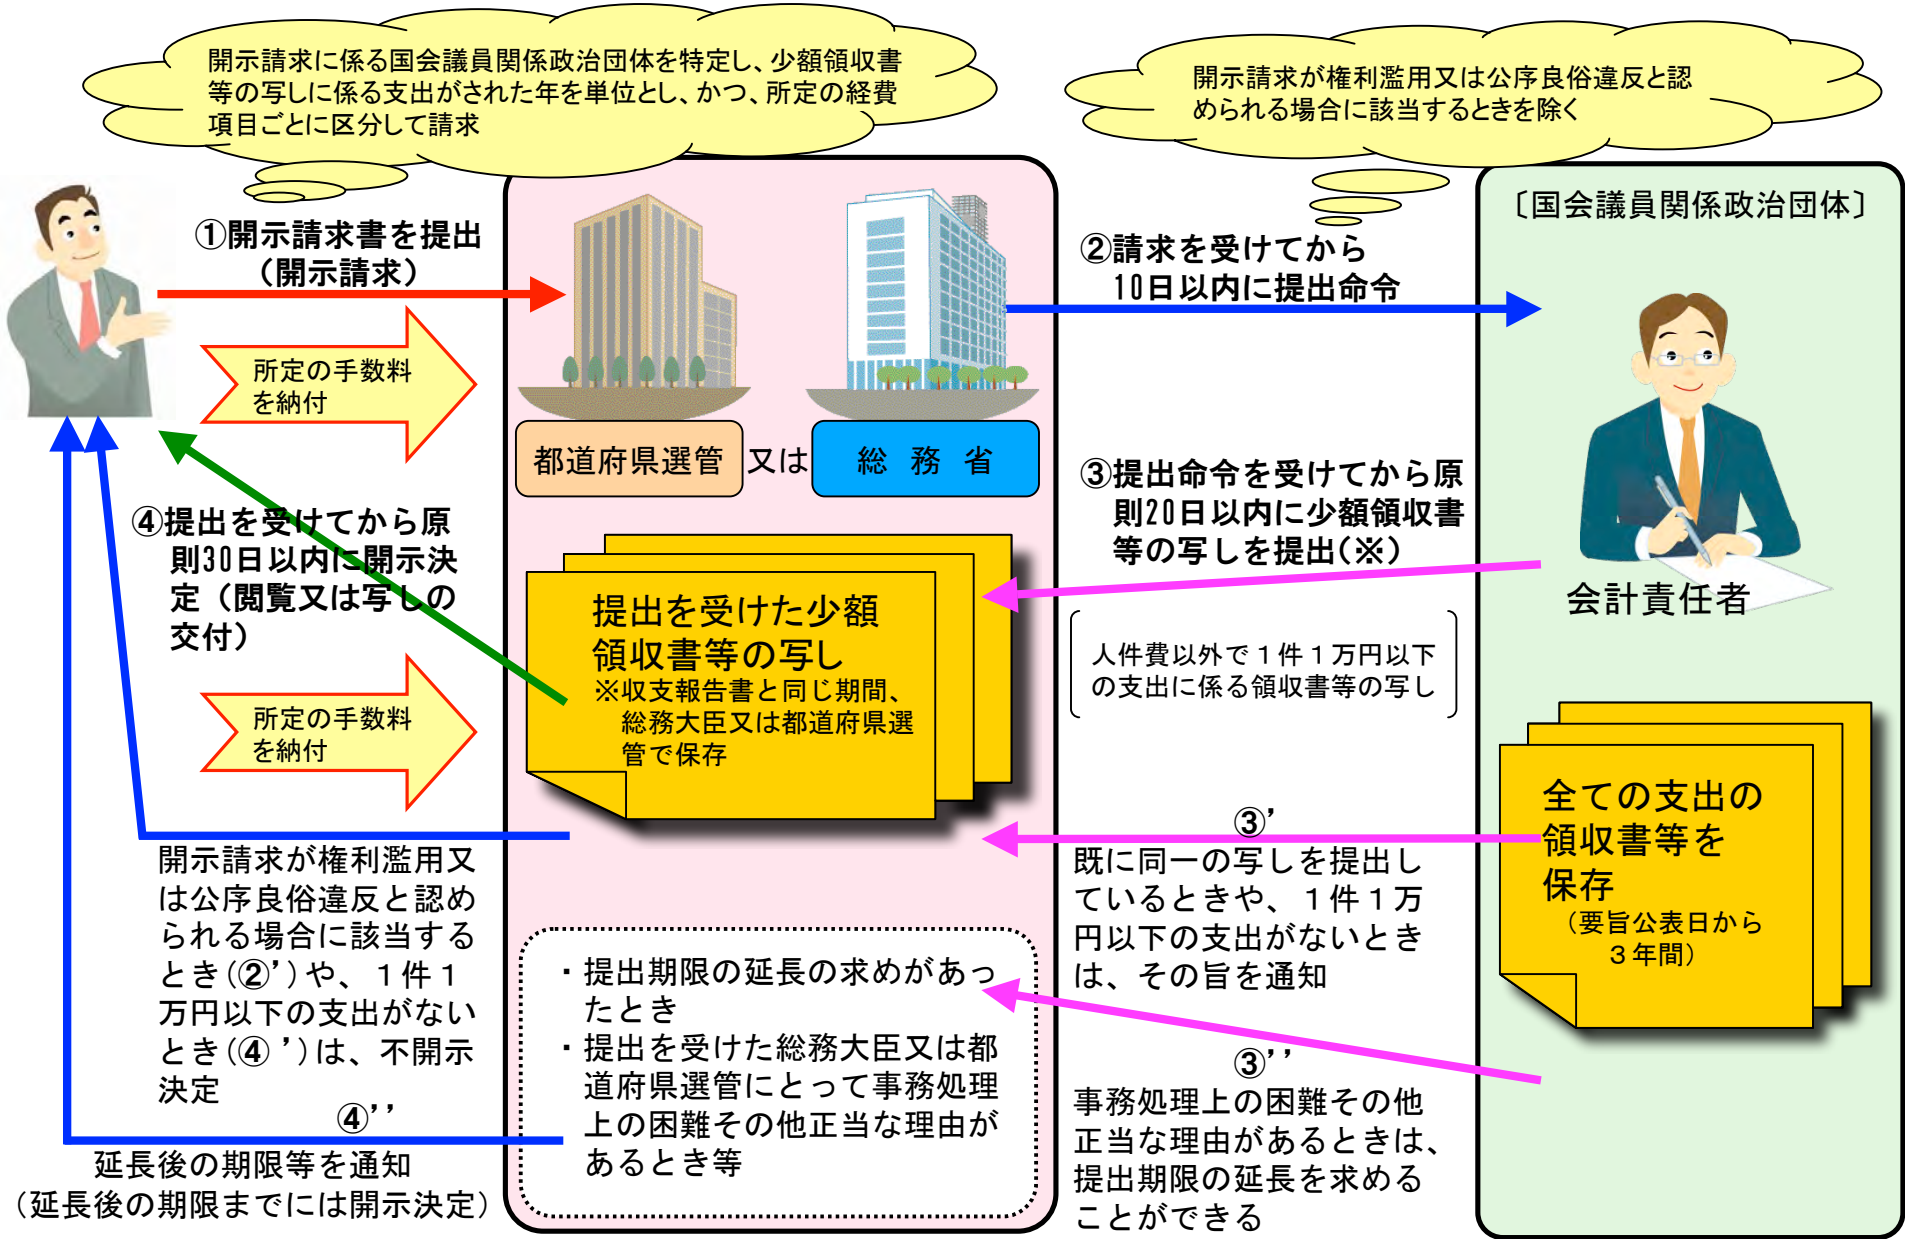 開示請求に係る国会議員関係政治団体を特定し、少額領収書
等の写しに係る支出がされた年を単位とし、かつ、所定の経費
項目ごとに区分して請求
開示請求が権利濫用又は公序良俗違反と認
められる場合に該当するときを除く
①開示請求書を提出
（開示請求）
所定の手数料
を納付
都道府県選管
又は
総務省
②請求を受けてから
10日以内に提出命令
〔国会議員関係政治団体〕
会計責任者
③提出命令を受けてから原
則20日以内に少額領収書
等の写しを提出(※)
人件費以外で１件１万円以下
の支出に係る領収書等の写し
④提出を受けてから原
則30日以内に開示決
定（閲覧又は写しの
交付）
所定の手数料
を納付
提出を受けた少額
領収書等の写し
※収支報告書と同じ期間、
総務大臣又は都道府県選
管で保存
全ての支出の
領収書等を
保存
（要旨公表日から
３年間）
③’
既に同一の写しを提出し
ているときや、１件１万
円以下の支出がないとき
は、その旨を通知
開示請求が権利濫用又
は公序良俗違反と認め
られる場合に該当する
とき(②’)や、１件１
万円以下の支出がない
とき(④’)は、不開示
決定
・提出期限の延長の求めがあっ
たとき
・提出を受けた総務大臣又は都
道府県選管にとって事務処理
上の困難その他正当な理由が
あるとき等
③’’
事務処理上の困難その他
正当な理由があるときは、
提出期限の延長を求める
ことができる
④’’
延長後の期限等を通知
（延長後の期限までには開示決定）